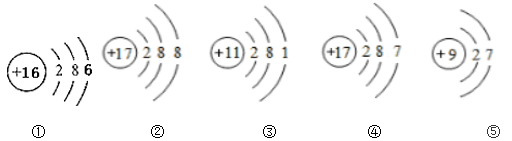 +16 2 8 6
+17 2 8 8
+11 2 8 1
+17 2 8 7
+9 2 7
① ② ③ ④ ⑤